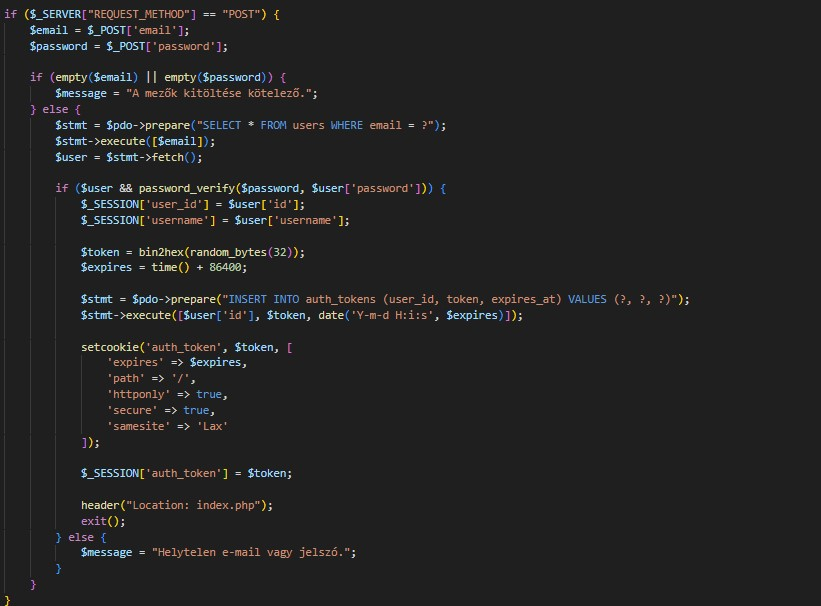 if ($_SERVER["REQUEST_METHOD"] == "POST") {
    $email = $_POST['email'];
    $password = $_POST['password'];

    if (empty($email) || empty($password)) {
        $message = "A mezők kitöltése kötelező.";
    } else {
        $stmt = $pdo->prepare("SELECT * FROM users WHERE email = ?");
        $stmt->execute([$email]);
        $user = $stmt->fetch();

        if ($user && password_verify($password, $user['password'])) {
            $_SESSION['user_id'] = $user['id'];
            $_SESSION['username'] = $user['username'];

            $token = bin2hex(random_bytes(32));
            $expires = time() + 86400;

            $stmt = $pdo->prepare("INSERT INTO auth_tokens (user_id, token, expires_at) VALUES (?, ?, ?)");
            $stmt->execute([$user['id'], $token, date('Y-m-d H:i:s', $expires)]);

            setcookie('auth_token', $token, [
                'expires' => $expires,
                'path' => '/',
                'httponly' => true,
                'secure' => true,
                'samesite' => 'Lax'
            ]);

            $_SESSION['auth_token'] = $token;

            header("Location: index.php");
            exit();
        } else {
            $message = "Helytelen e-mail vagy jelszó.";
        }
    }
}